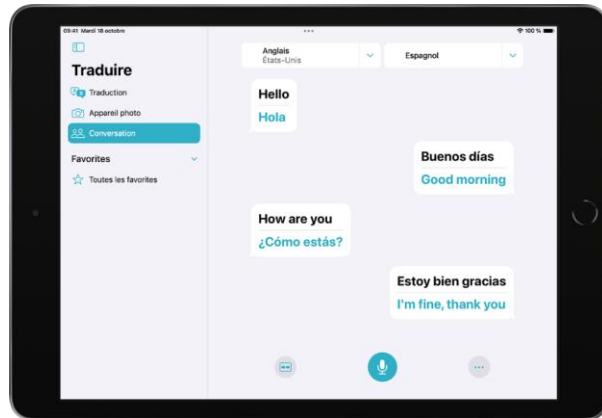 09:41 Mardi 18 octobre
100 %
Traduire
Traduction
Appareil photo
Conversation
Favorites
Toutes les favorites
Anglais
États-Unis
Espagnol
Hello
Hola
Buenos días
Good morning
How are you
¿Cómo estás?
Estoy bien gracias
I'm fine, thank you